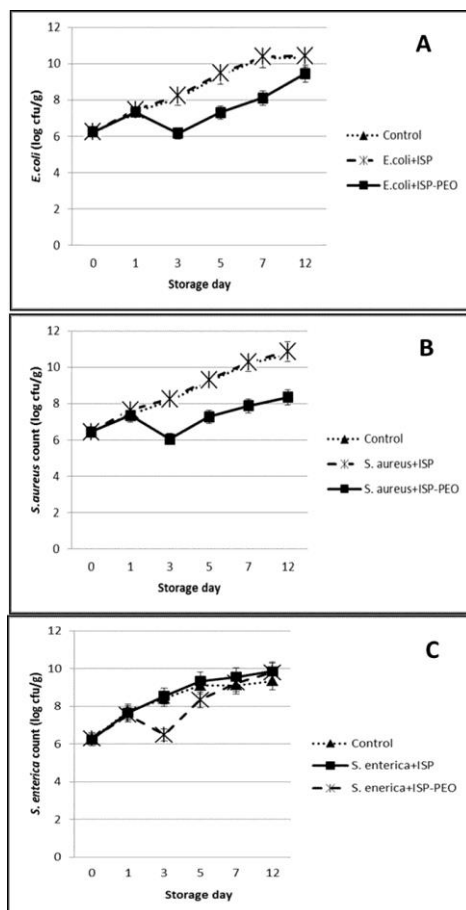 A
12
10
8
6
4
2
0
E.coli (log cfu/g)
0 1 3 5 7 12
Storage day
Control
E.coli+ISP
E.coli+ISP-PEO
B
12
10
8
6
4
2
0
S.aureus count (log cfu/g)
0 1 3 5 7 12
Storage day
Control
S. aureus+ISP
S. aureus+ISP-PEO
C
12
10
8
6
4
2
0
S. enterica count (log cfu/g)
0 1 3 5 7 12
Storage day
Control
S. enterica+ISP
S. enerica+ISP-PEO